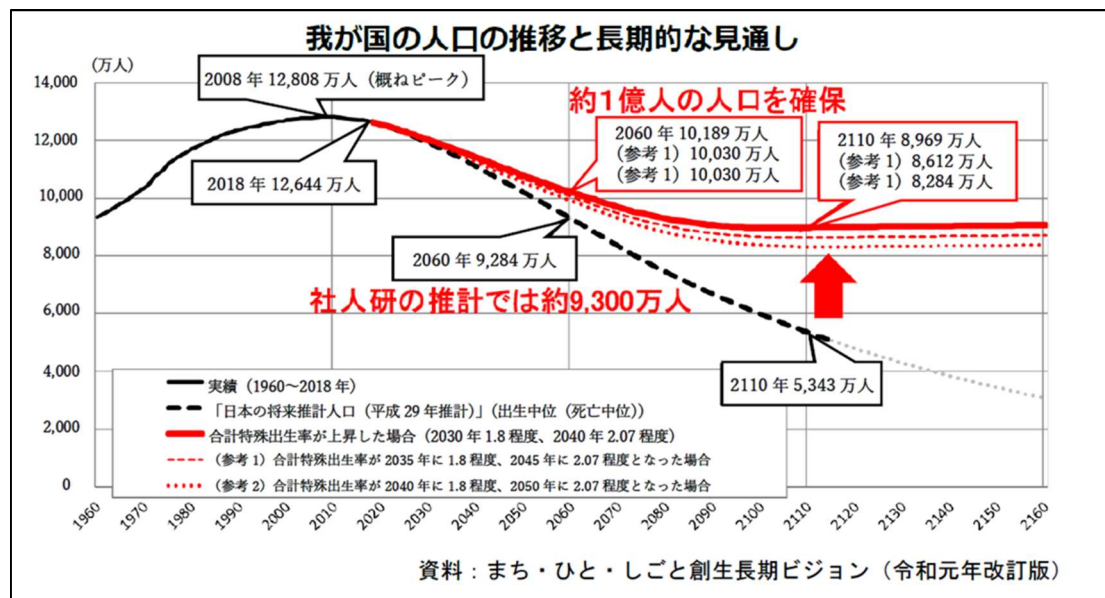 我が国の人口の推移と長期的な見通し
(万人)
14,000
12,000
10,000
8,000
6,000
4,000
2,000
0
2008 年 12,808 万人（概ねピーク）
2018 年 12,644 万人
約１億人の人口を確保
2060 年 10,189 万人
（参考 1）10,030 万人
（参考 1）10,030 万人
2110 年 8,969 万人
（参考 1）8,612 万人
（参考 1）8,284 万人
2060 年 9,284 万人
社人研の推計では約9,300万人
2110 年 5,343 万人
実績（1960～2018 年）
「日本の将来推計人口（平成 29 年推計）」（出生中位（死亡中位））
合計特殊出生率が上昇した場合（2030 年 1.8 程度、2040 年 2.07 程度）
（参考 1）合計特殊出生率が 2035 年に 1.8 程度、2045 年に 2.07 程度となった場合
（参考 2）合計特殊出生率が 2040 年に 1.8 程度、2050 年に 2.07 程度となった場合
1960 1970 1980 1990 2000 2010 2020 2030 2040 2050 2060 2070 2080 2090 2100 2110 2120 2130 2140 2150 2160
資料：まち・ひと・しごと創生長期ビジョン（令和元年改訂版）